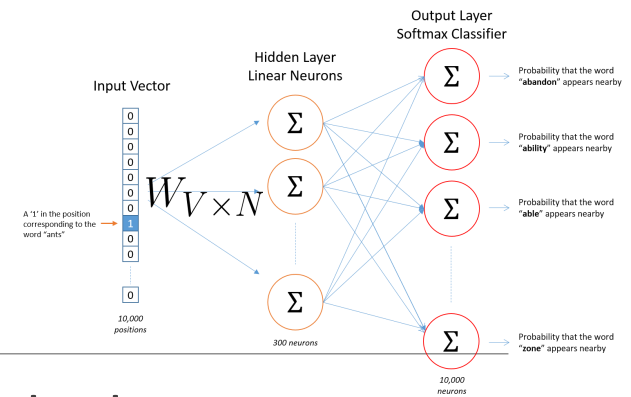 Output Layer
Softmax Classifier
Hidden Layer
Linear Neurons
Input Vector
0
0
0
0
0
0
0
1
0
0
0
A ‘1’ in the position
corresponding to the
word “ants”
10,000
positions
W V × N
Σ
Σ
Σ
300 neurons
Σ
Σ
Σ
Σ
10,000
neurons
Probability that the word
“abandon” appears nearby
Probability that the word
“ability” appears nearby
Probability that the word
“able” appears nearby
Probability that the word
“zone” appears nearby